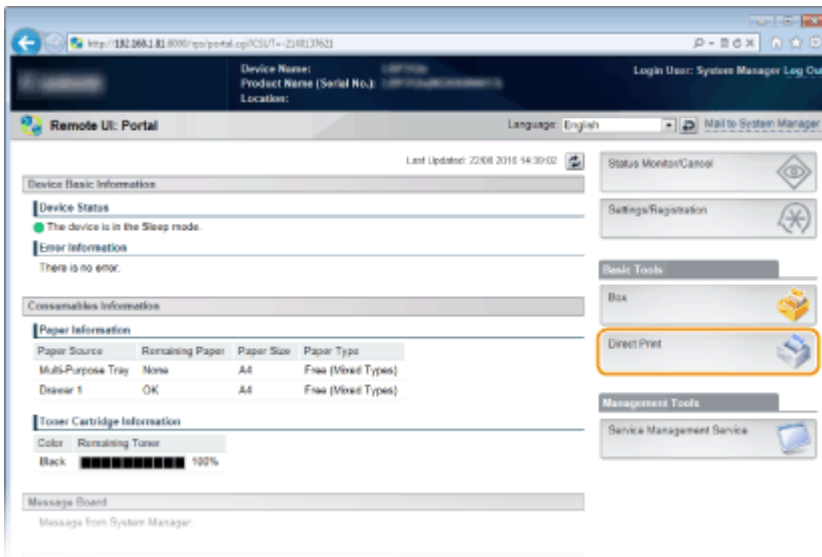 http://192.168.1.81:8000/rps/portal.cgi?CSUT=-2140137621
Device Name:
Product Name (Serial No.):
Location:
Login User: System Manager Log Out
Remote UI: Portal
Language: English
Mail to System Manager
Last Updated: 22/08 2016 14:39:02
Device Basic Information
Device Status
The device is in the Sleep mode.
Error Information
There is no error.
Consumables Information
Paper Information
Paper Source Remaining Paper Paper Size Paper Type
Multi-Purpose Tray None A4 Free (Mixed Types)
Drawer 1 OK A4 Free (Mixed Types)
Toner Cartridge Information
Color Remaining Toner
Black 100%
Message Board
Message from System Manager:
Status Monitor/Cancel
Settings/Registration
Basic Tools
Box
Direct Print
Management Tools
Service Management Service